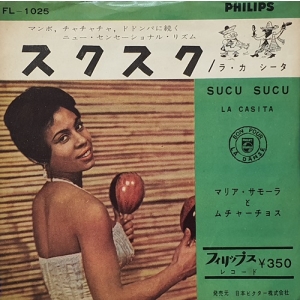 FL-1025
PHILIPS
マンボ、チャチャチャ、ドドンパに続く
ニュー・センセーショナル・リズム
スクスク/ラ・カシータ
SUCU SUCU
LA CASITA
BON POUR
LA DANSE
マリア・サモーラ
と
ムチャーチョス
フィリップス
レコード
¥350
発売元 日本ビクター株式会社